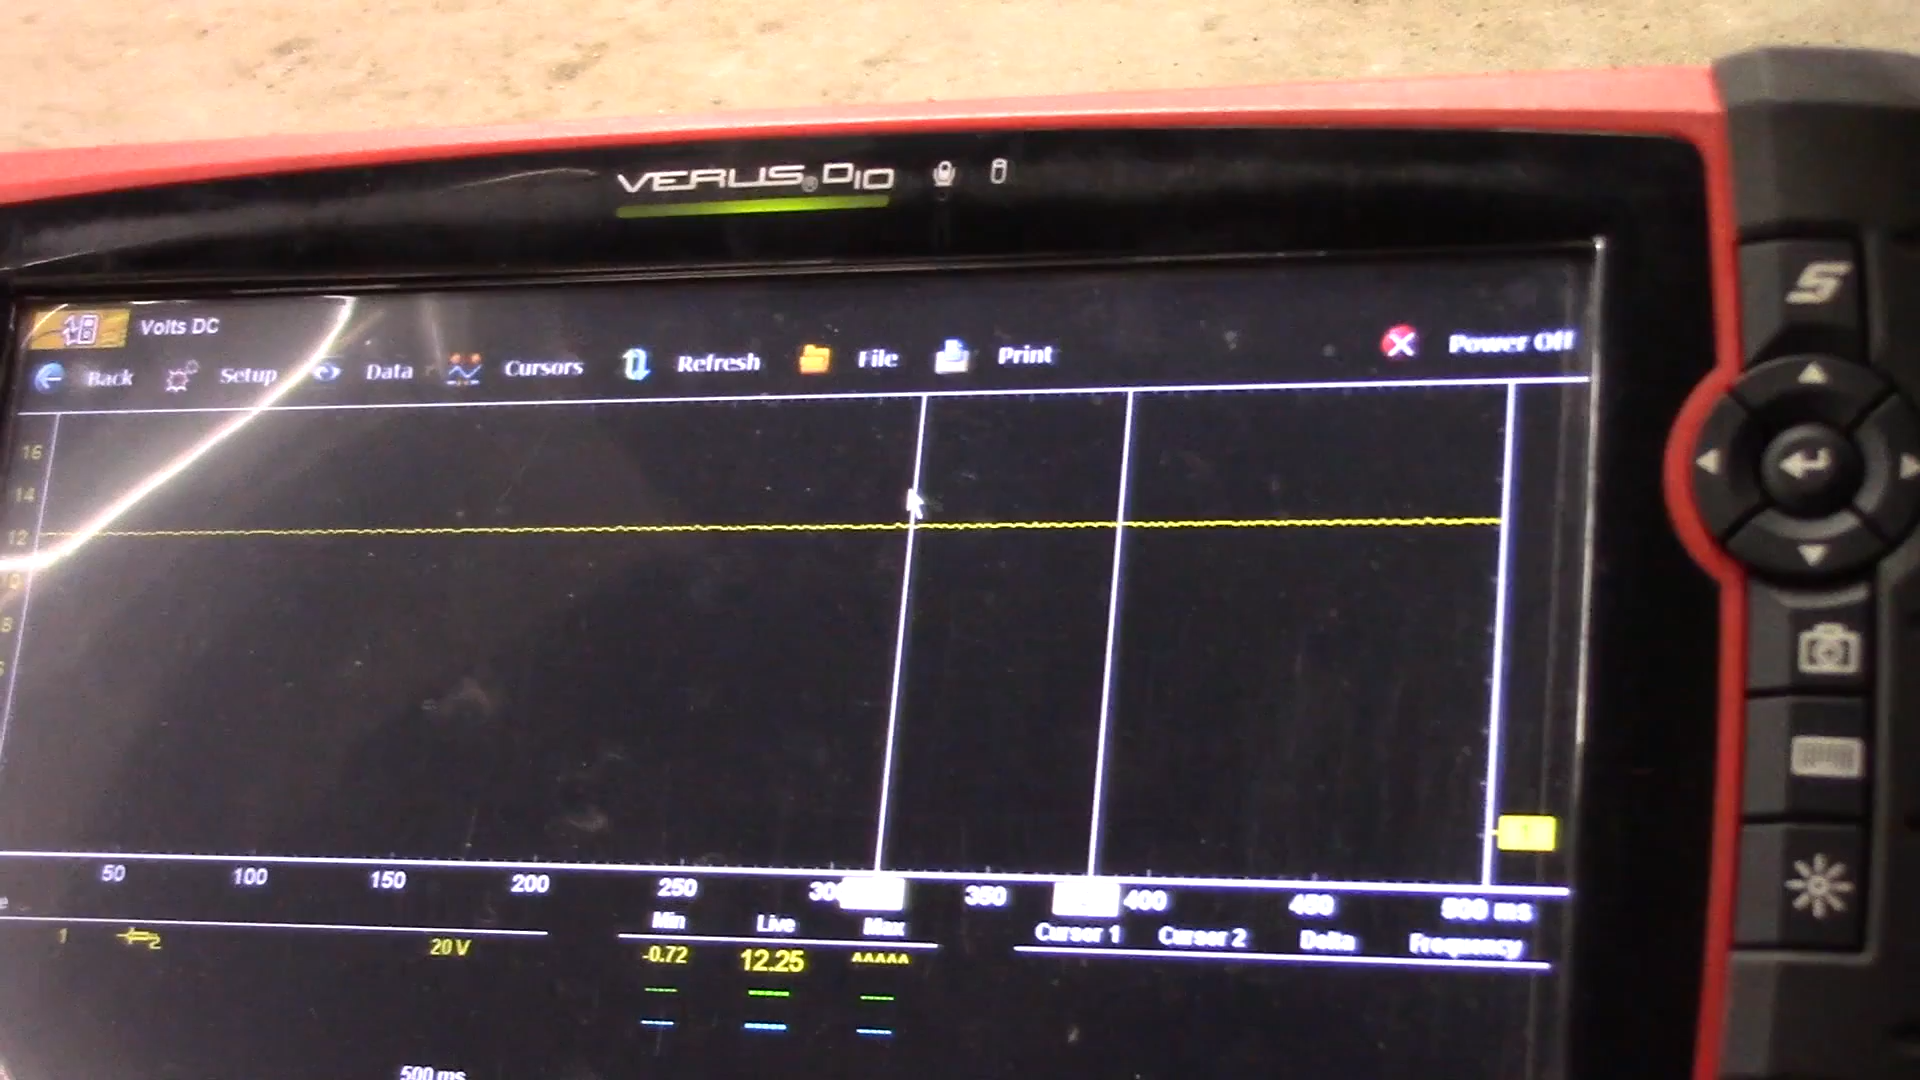 VERUS® D10
S
Volts DC
Back Setup Data Cursors Refresh File Print Power Off
16
14
12
10
8
50 100 150 200 250 300 350 400 450 500 ms
Min Live Max Cursor 1 Cursor 2 Delta Frequency
1 20 V -0.72 12.25 ^^^^^
---- ----- ----
---- ----- ----
500 ms